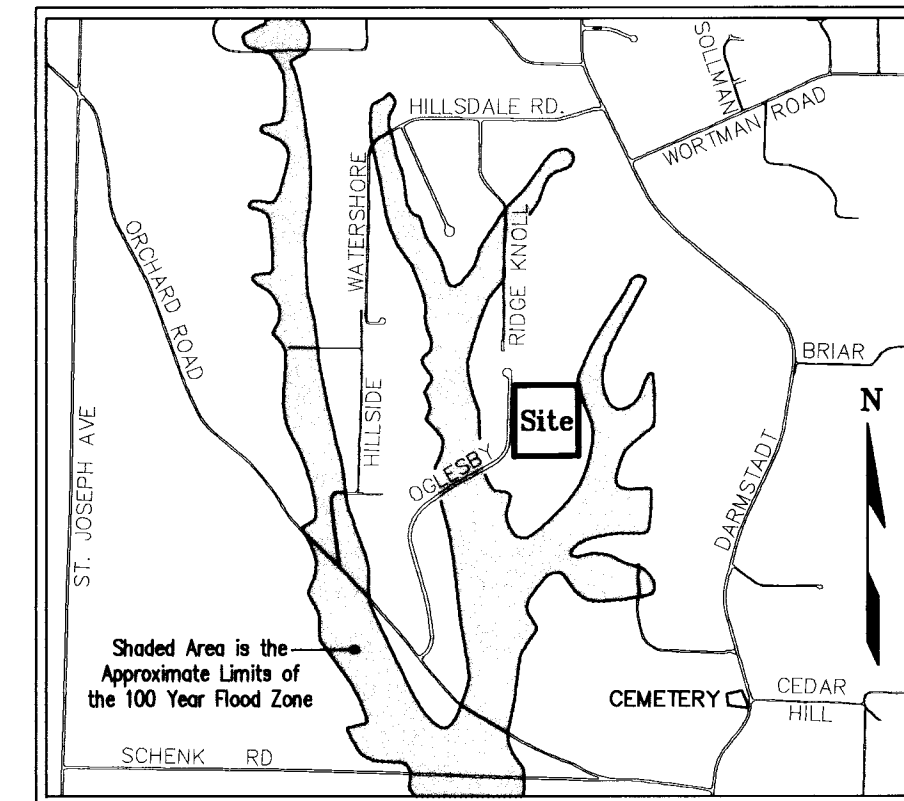 SOLLMAN
HILLSDALE RD.
WORTMAN ROAD
WATERSHORE
ORCHARD ROAD
RIDGE KNOLL
BRIAR
N
Site
HILLSIDE
OGLESBY
ST. JOSEPH AVE
DARMSTADT
Shaded Area is the
Approximate Limits of
the 100 Year Flood Zone
CEMETERY
CEDAR
HILL
SCHENK RD